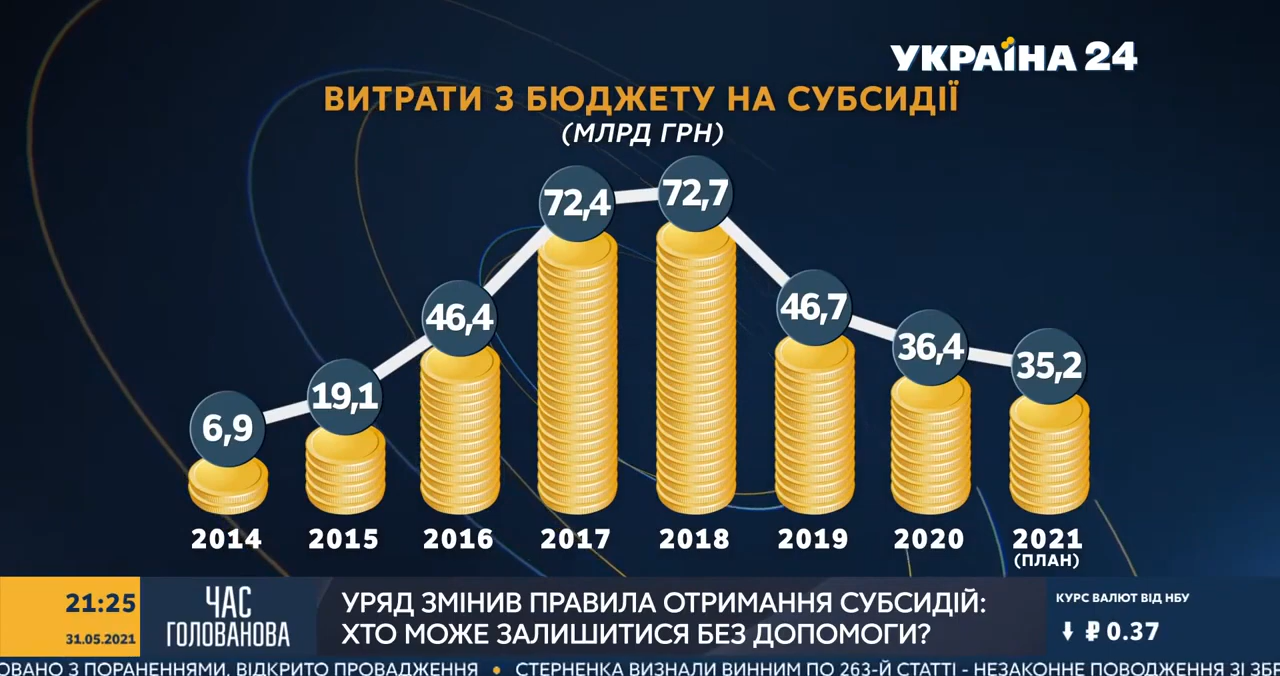 УКРАЇНА 24
ВИТРАТИ З БЮДЖЕТУ НА СУБСИДІЇ
(МЛРД ГРН)
6,9 19,1 46,4 72,4 72,7 46,7 36,4 35,2
2014 2015 2016 2017 2018 2019 2020 2021
(ПЛАН)
21:25
31.05.2021
ЧАС
ГОЛОВАНОВА
УРЯД ЗМІНИВ ПРАВИЛА ОТРИМАННЯ СУБСИДІЙ:
ХТО МОЖЕ ЗАЛИШИТИСЯ БЕЗ ДОПОМОГИ?
КУРС ВАЛЮТ ВІД НБУ
₽ 0.37
ОВАНО З ПОРАНЕННЯМИ, ВІДКРИТО ПРОВАДЖЕННЯ • СТЕРНЕНКА ВИЗНАЛИ ВИННИМ ПО 263-Й СТАТТІ - НЕЗАКОННЕ ПОВОДЖЕННЯ ЗІ ЗБР